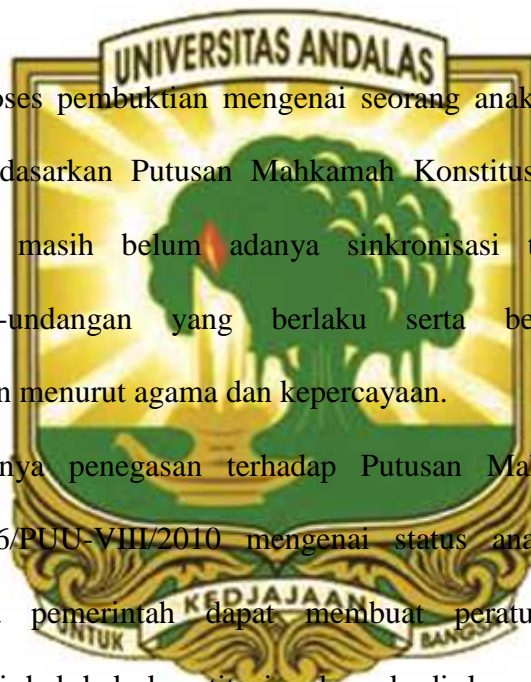 UNIVERSITAS ANDALAS
oses pembuktian mengenai seorang anak
dasarkan Putusan Mahkamah Konstitus
masih belum adanya sinkronisasi t
-undangan yang berlaku serta be
n menurut agama dan kepercayaan.
nya penegasan terhadap Putusan Ma
6/PUU-VIII/2010 mengenai status ana
pemerintah dapat membuat peratu
UNTUK KEDJAJAAN BANGSA